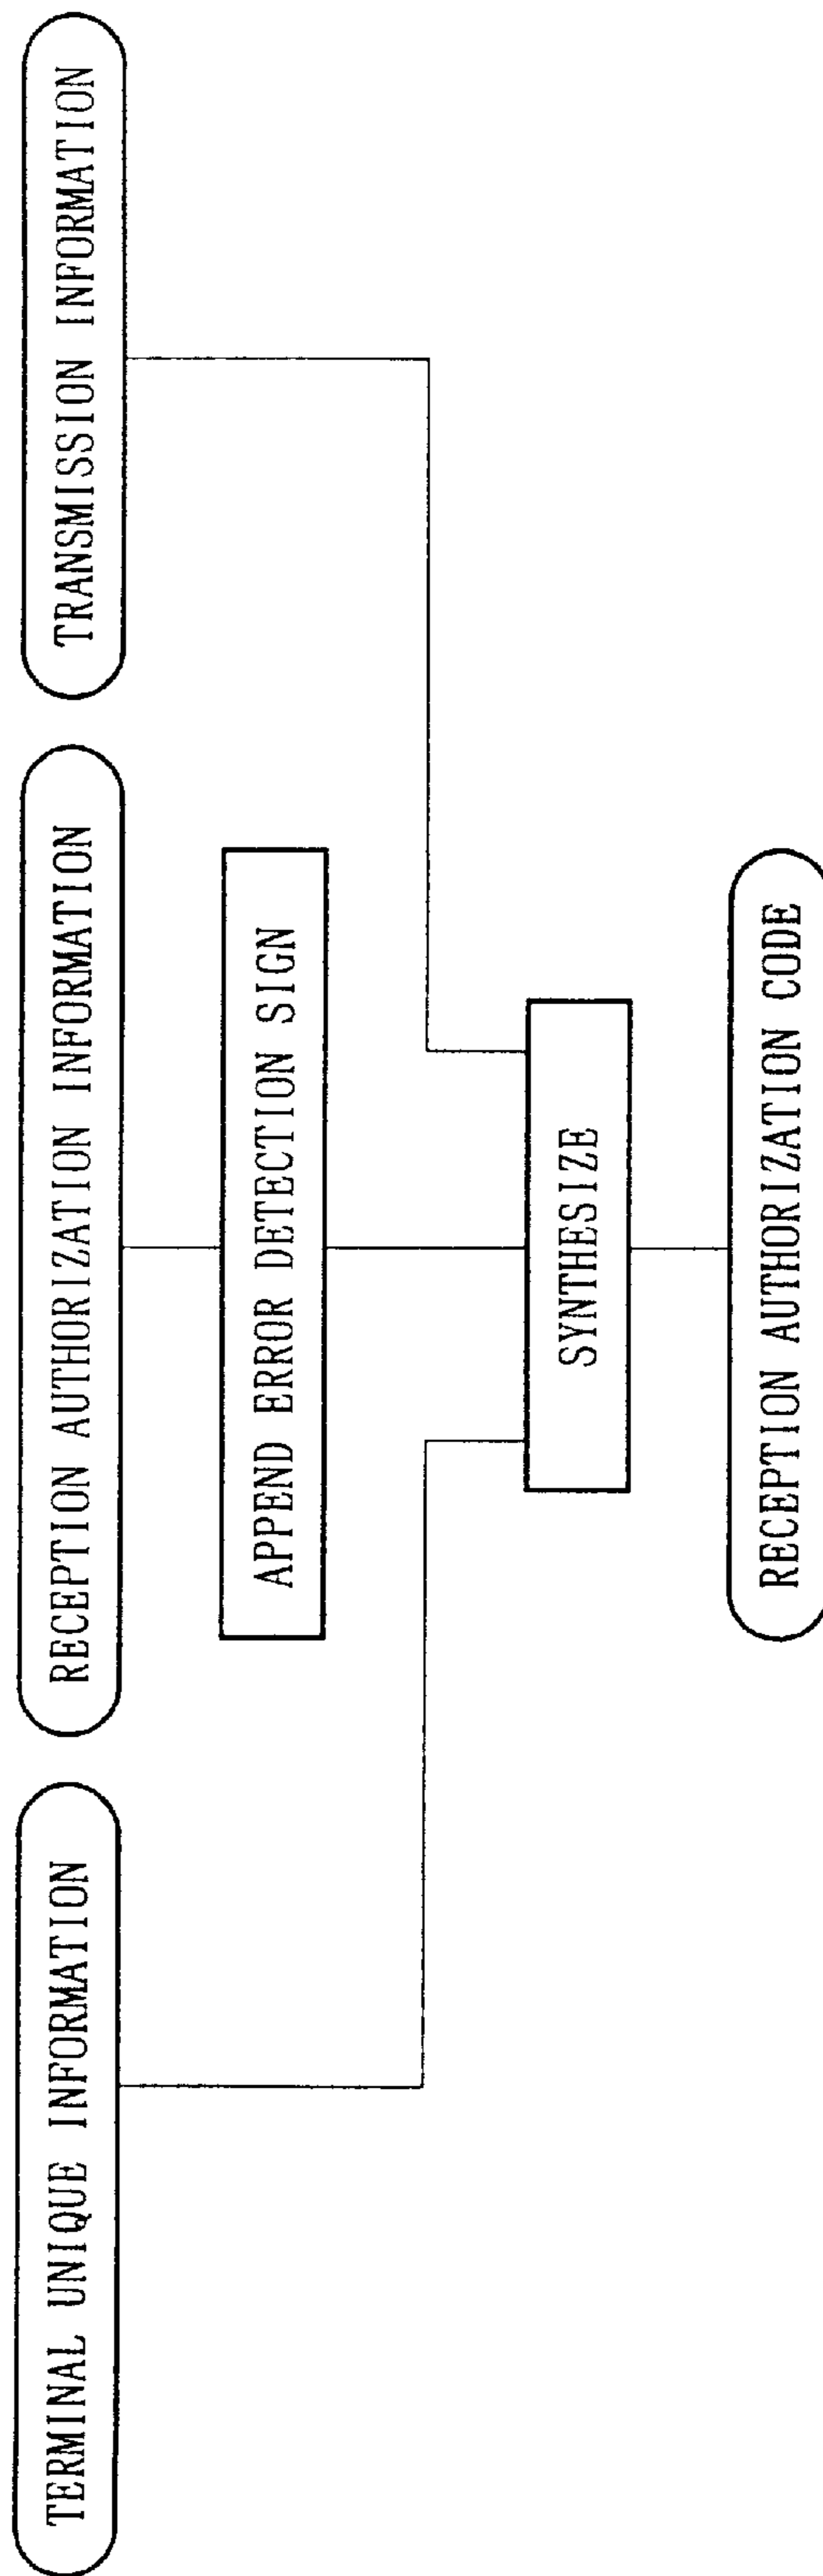 TERMINAL UNIQUE INFORMATION
RECEPTION AUTHORIZATION INFORMATION
TRANSMISSION INFORMATION
APPEND ERROR DETECTION SIGN
SYNTHESIZE
RECEPTION AUTHORIZATION CODE